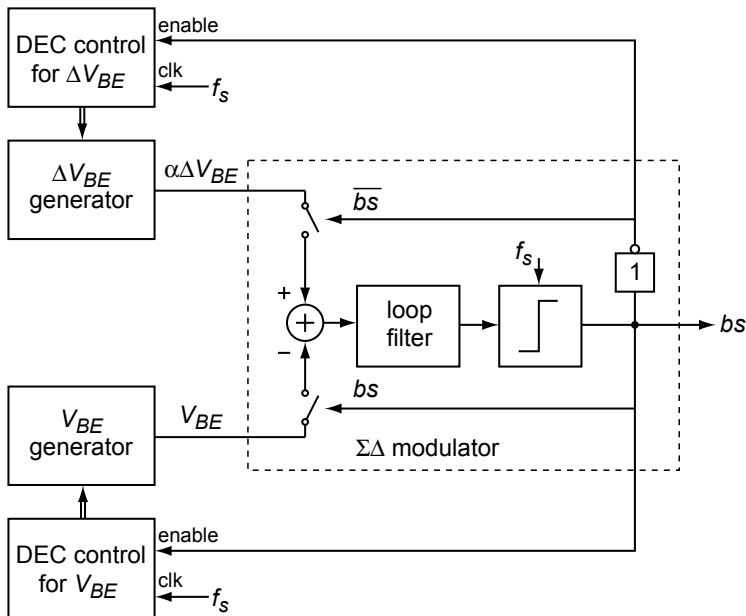 DEC control
for ΔV_BE
enable
clk
f_s
ΔV_BE
generator
αΔV_BE
b̅s̅
f_s
1
+
+
−
loop
filter
bs
bs
V_BE
generator
V_BE
ΣΔ modulator
DEC control
for V_BE
enable
clk
f_s